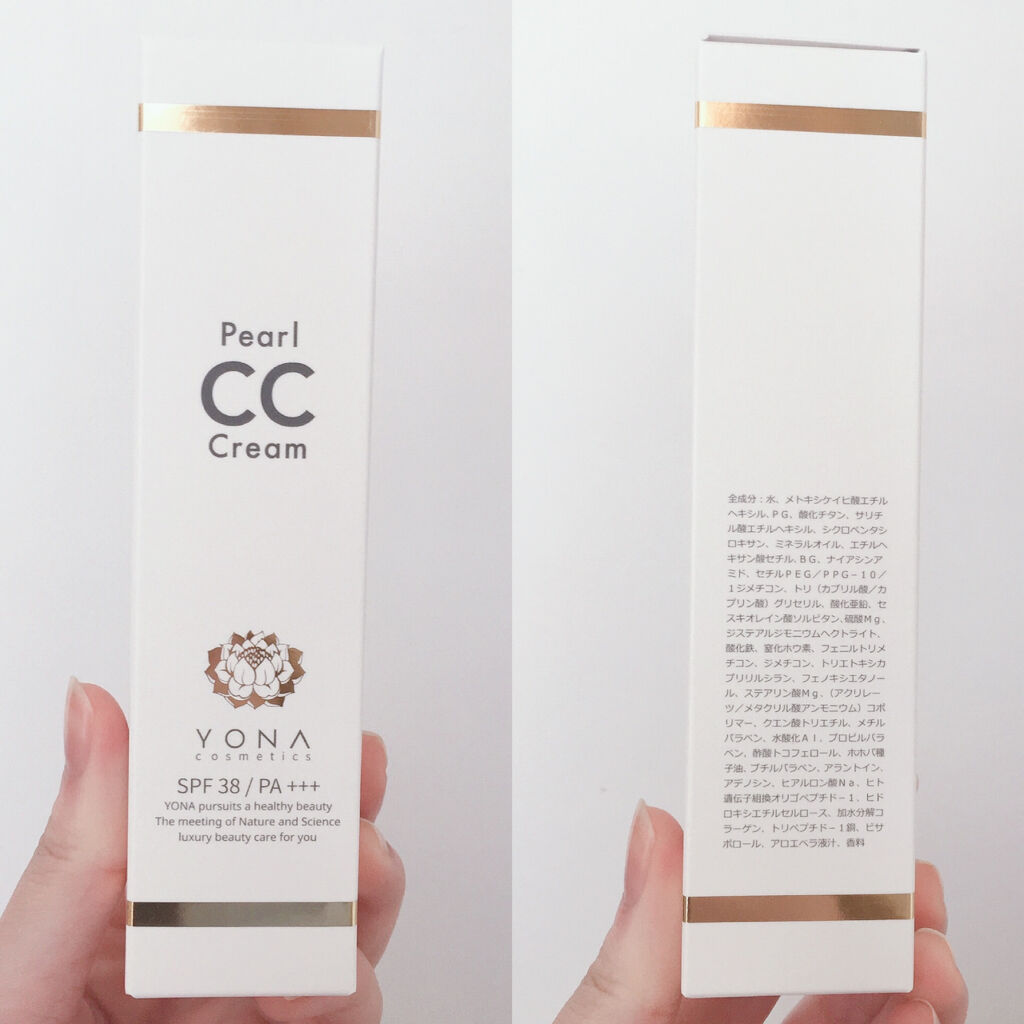 Pearl
CC
Cream
YONA
cosmetics
SPF 38 / PA +++
YONA pursuits a healthy beauty
The meeting of Nature and Science
luxury beauty care for you
全成分：水、メトキシケイヒ酸エチル
ヘキシル、ＰＧ、酸化チタン、サリチ
ル酸エチルヘキシル、シクロペンタシ
ロキサン、ミネラルオイル、エチルヘ
キサン酸セチル、ＢＧ、ナイアシンア
ミド、セチルＰＥＧ／ＰＰＧ－１０／
１ジメチコン、トリ（カプリル酸／カ
プリン酸）グリセリル、酸化亜鉛、セ
スキオレイン酸ソルビタン、硫酸Ｍｇ、
ジステアルジモニウムヘクトライト、
酸化鉄、窒化ホウ素、フェニルトリメ
チコン、ジメチコン、トリエトキシカ
プリリルシラン、フェノキシエタノー
ル、ステアリン酸Ｍｇ、（アクリレー
ツ／メタクリル酸アンモニウム）コポ
リマー、クエン酸トリエチル、メチル
パラベン、水酸化Ａｌ、プロピルパラ
ベン、酢酸トコフェロール、ホホバ種
子油、ブチルパラベン、アラントイン、
アデノシン、ヒアルロン酸Ｎａ、ヒト
遺伝子組換オリゴペプチド－１、ヒド
ロキシエチルセルロース、加水分解コ
ラーゲン、トリペプチド－１銅、ビサ
ボロール、アロエベラ液汁、香料